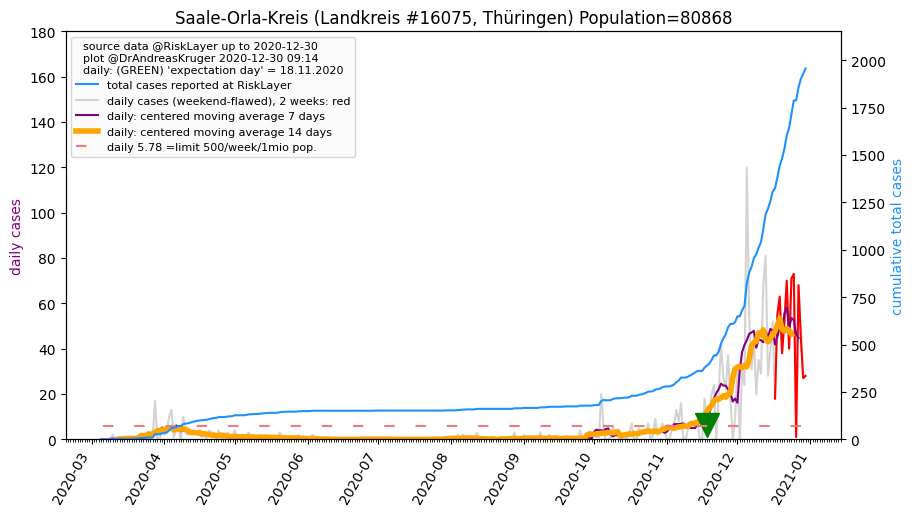 Saale-Orla-Kreis (Landkreis #16075, Thüringen) Population=80868
source data @RiskLayer up to 2020-12-30
plot @DrAndreasKruger 2020-12-30 09:14
daily: (GREEN) 'expectation day' = 18.11.2020
total cases reported at RiskLayer
daily cases (weekend-flawed), 2 weeks: red
daily: centered moving average 7 days
daily: centered moving average 14 days
daily 5.78 =limit 500/week/1mio pop.
daily cases
180
160
140
120
100
80
60
40
20
0
cumulative total cases
2000
1750
1500
1250
1000
750
500
250
0
2020-03
2020-04
2020-05
2020-06
2020-07
2020-08
2020-09
2020-10
2020-11
2020-12
2021-01